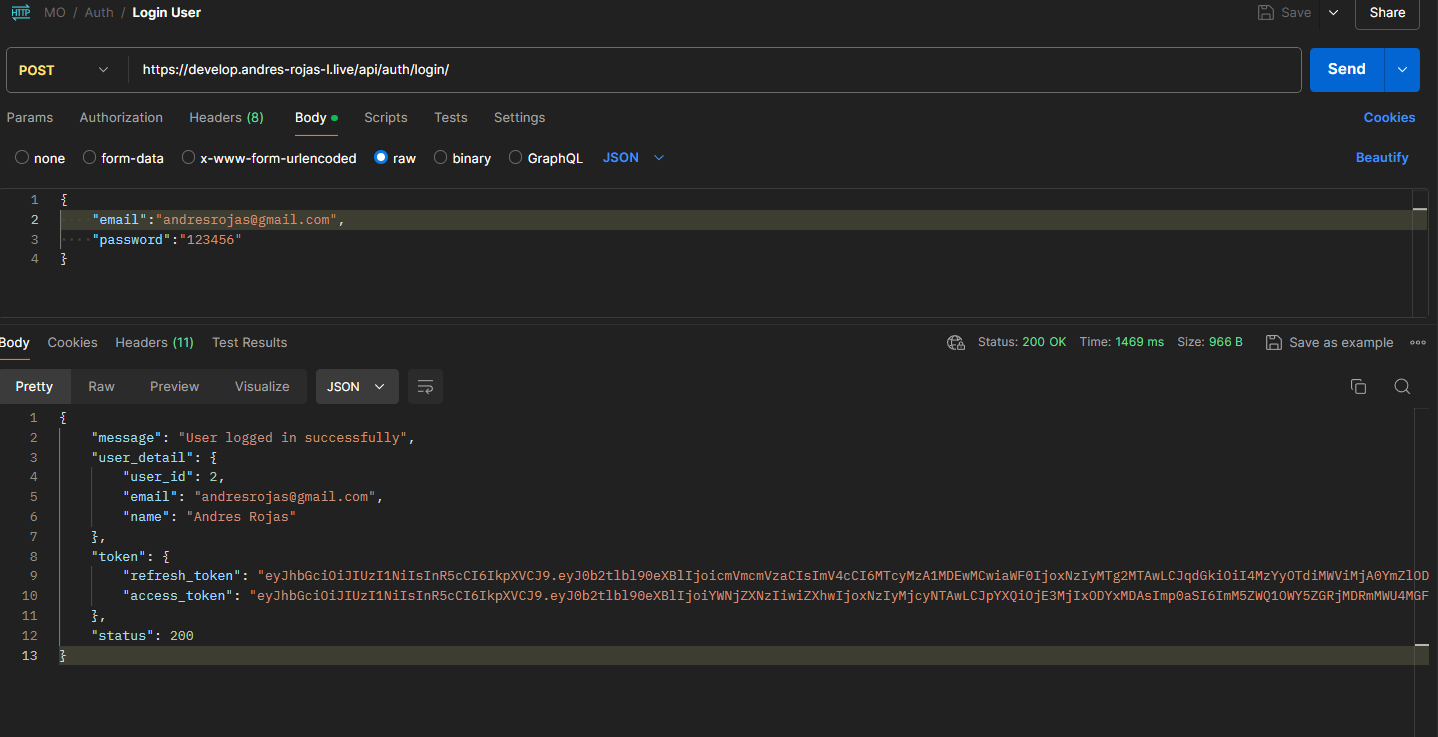 HTTP MO / Auth / Login User Save Share
POST https://develop.andres-rojas-l.live/api/auth/login/ Send
Params Authorization Headers (8) Body Scripts Tests Settings Cookies
none form-data x-www-form-urlencoded raw binary GraphQL JSON Beautify
1 {
2 "email":"andresrojas@gmail.com",
3 "password":"123456"
4 }
Body Cookies Headers (11) Test Results Status: 200 OK Time: 1469 ms Size: 966 B Save as example
Pretty Raw Preview Visualize JSON
1 {
2 "message": "User logged in successfully",
3 "user_detail": {
4 "user_id": 2,
5 "email": "andresrojas@gmail.com",
6 "name": "Andres Rojas"
7 },
8 "token": {
9 "refresh_token": "eyJhbGciOiJIUzI1NiIsInR5cCI6IkpXVCJ9.eyJ0b2tlbl90eXBlIjoicmVmcmVzaCIsImV4cCI6MTcyMzA1MDEwMCwiaWF0IjoxNzIyMTg2MTAwLCJqdGkiOiI4MzYyOTdiMWViMjA0YmZlOD
10 "access_token": "eyJhbGciOiJIUzI1NiIsInR5cCI6IkpXVCJ9.eyJ0b2tlbl90eXBlIjoiYWNjZXNzIiwiZXhwIjoxNzIyMjcyNTAwLCJpYXQiOjE3MjIxODYxMDAsImp0aSI6ImM5ZWQ1OWY5ZGRjMDRmMWU4MGF
11 },
12 "status": 200
13 }